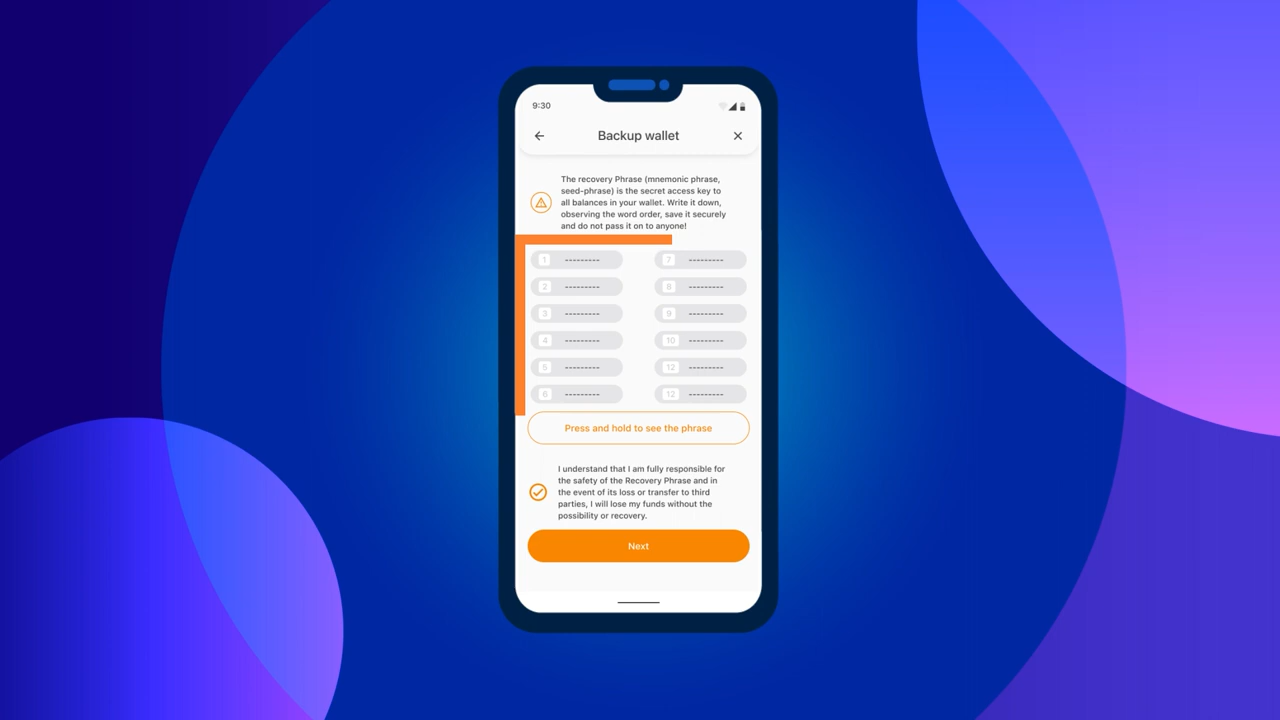 9:30
Backup wallet
The recovery Phrase (mnemonic phrase,
seed-phrase) is the secret access key to
all balances in your wallet. Write it down,
observing the word order, save it securely
and do not pass it on to anyone!
1 --------- 7 ---------
2 --------- 8 ---------
3 --------- 9 ---------
4 --------- 10 ---------
5 --------- 12 ---------
6 --------- 12 ---------
Press and hold to see the phrase
I understand that I am fully responsible for
the safety of the Recovery Phrase and in
the event of its loss or transfer to third
parties, I will lose my funds without the
possibility or recovery.
Next